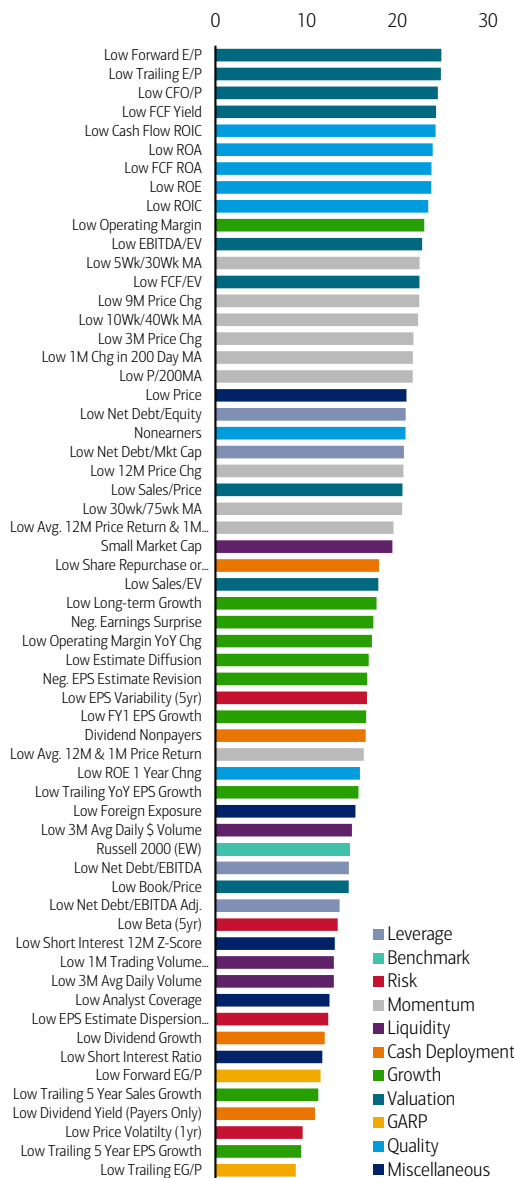 0 10 20 30
Low Forward E/P
Low Trailing E/P
Low CFO/P
Low FCF Yield
Low Cash Flow ROIC
Low ROA
Low FCF ROA
Low ROE
Low ROIC
Low Operating Margin
Low EBITDA/EV
Low 5Wk/30Wk MA
Low FCF/EV
Low 9M Price Chg
Low 10Wk/40Wk MA
Low 3M Price Chg
Low 1M Chg in 200 Day MA
Low P/200MA
Low Price
Low Net Debt/Equity
Nonearners
Low Net Debt/Mkt Cap
Low 12M Price Chg
Low Sales/Price
Low 30wk/75wk MA
Low Avg. 12M Price Return & 1M...
Small Market Cap
Low Share Repurchase or...
Low Sales/EV
Low Long-term Growth
Neg. Earnings Surprise
Low Operating Margin YoY Chg
Low Estimate Diffusion
Neg. EPS Estimate Revision
Low EPS Variability (5yr)
Low FY1 EPS Growth
Dividend Nonpayers
Low Avg. 12M & 1M Price Return
Low ROE 1 Year Chng
Low Trailing YoY EPS Growth
Low Foreign Exposure
Low 3M Avg Daily $ Volume
Russell 2000 (EW)
Low Net Debt/EBITDA
Low Book/Price
Low Net Debt/EBITDA Adj.
Low Beta (5yr)
Low Short Interest 12M Z-Score
Low 1M Trading Volume...
Low 3M Avg Daily Volume
Low Analyst Coverage
Low EPS Estimate Dispersion...
Low Dividend Growth
Low Short Interest Ratio
Low Forward EG/P
Low Trailing 5 Year Sales Growth
Low Dividend Yield (Payers Only)
Low Price Volatilty (1yr)
Low Trailing 5 Year EPS Growth
Low Trailing EG/P
Leverage
Benchmark
Risk
Momentum
Liquidity
Cash Deployment
Growth
Valuation
GARP
Quality
Miscellaneous